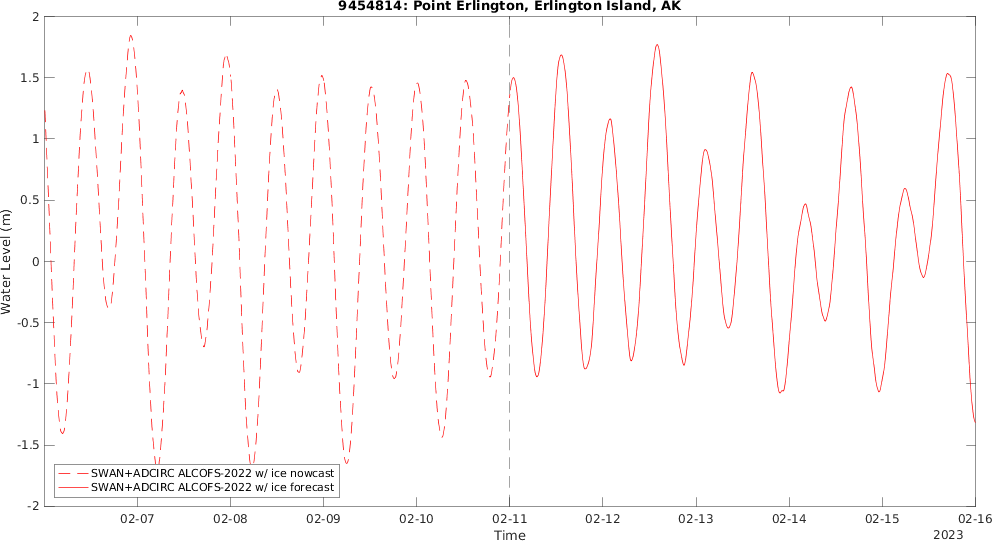 9454814: Point Erlington, Erlington Island, AK
2
1.5
1
0.5
0
-0.5
-1
-1.5
-2
Water Level (m)
SWAN+ADCIRC ALCOFS-2022 w/ ice nowcast
SWAN+ADCIRC ALCOFS-2022 w/ ice forecast
02-07 02-08 02-09 02-10 02-11 02-12 02-13 02-14 02-15 02-16
Time
2023